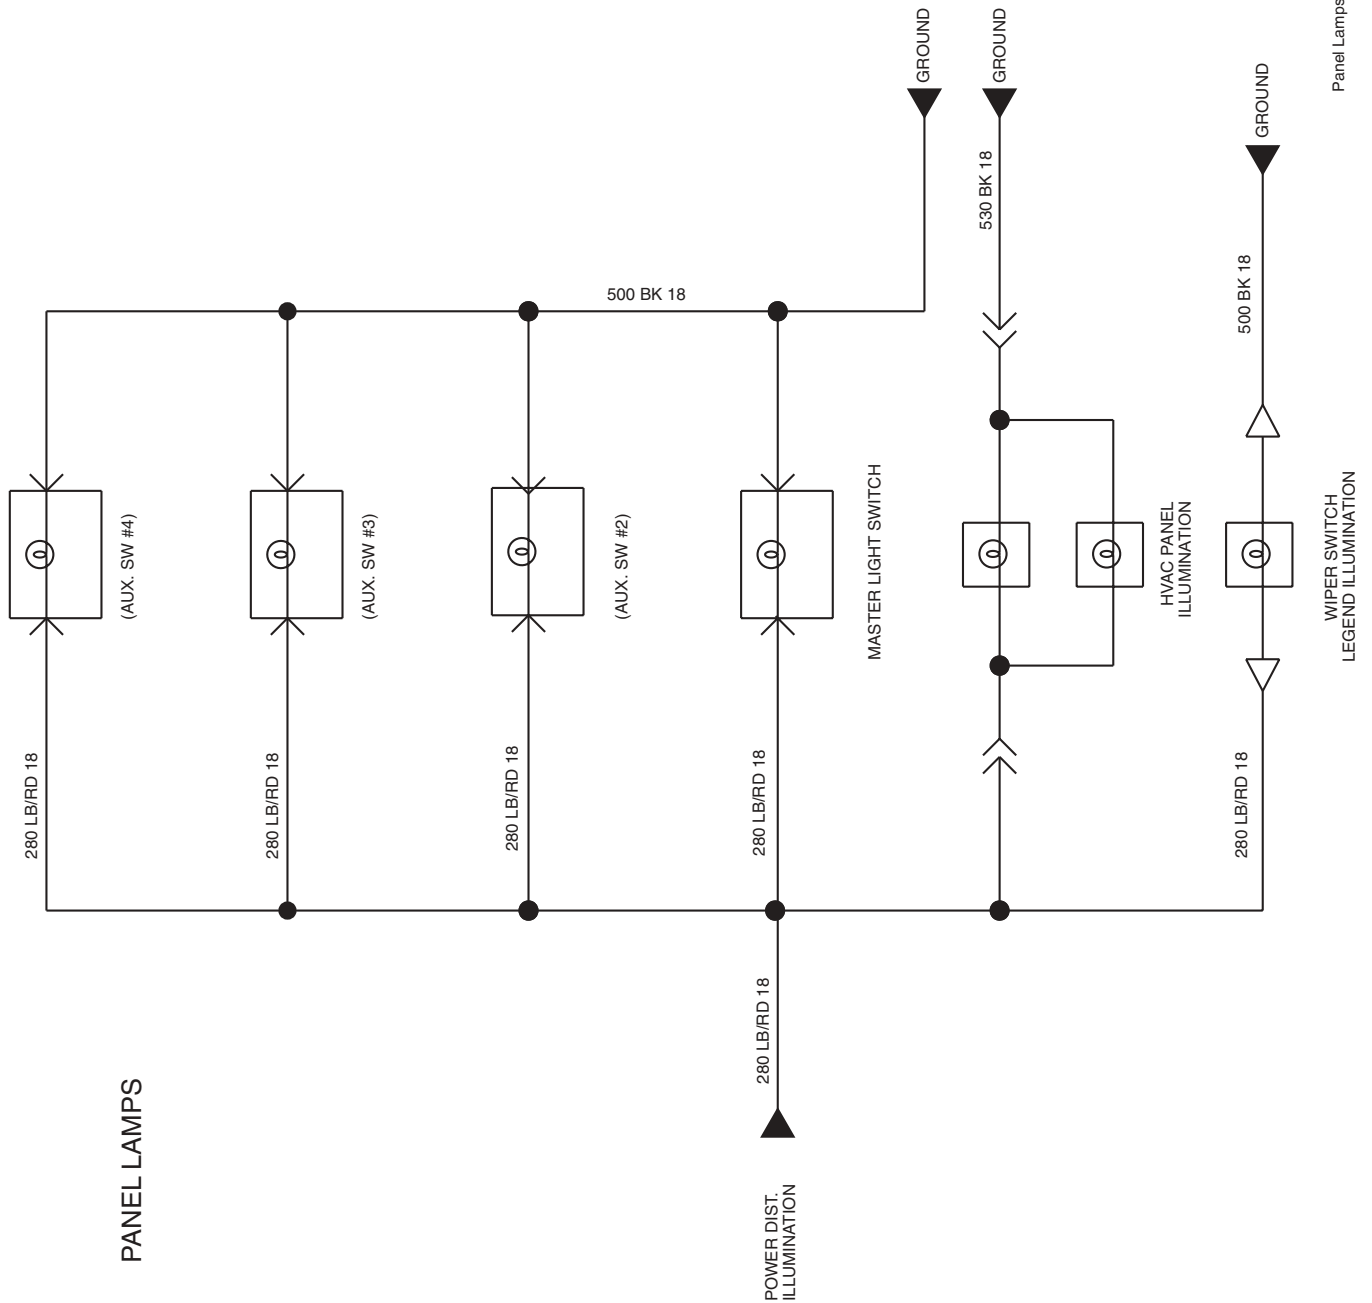 PANEL LAMPS
POWER DIST.
ILLUMINATION
280 LB/RD 18
280 LB/RD 18
280 LB/RD 18
280 LB/RD 18
280 LB/RD 18
280 LB/RD 18
(AUX. SW #4)
(AUX. SW #3)
(AUX. SW #2)
MASTER LIGHT SWITCH
HVAC PANEL
ILLUMINATION
WIPER SWITCH
LEGEND ILLUMINATION
500 BK 18
530 BK 18
500 BK 18
GROUND
GROUND
GROUND
Panel Lamps